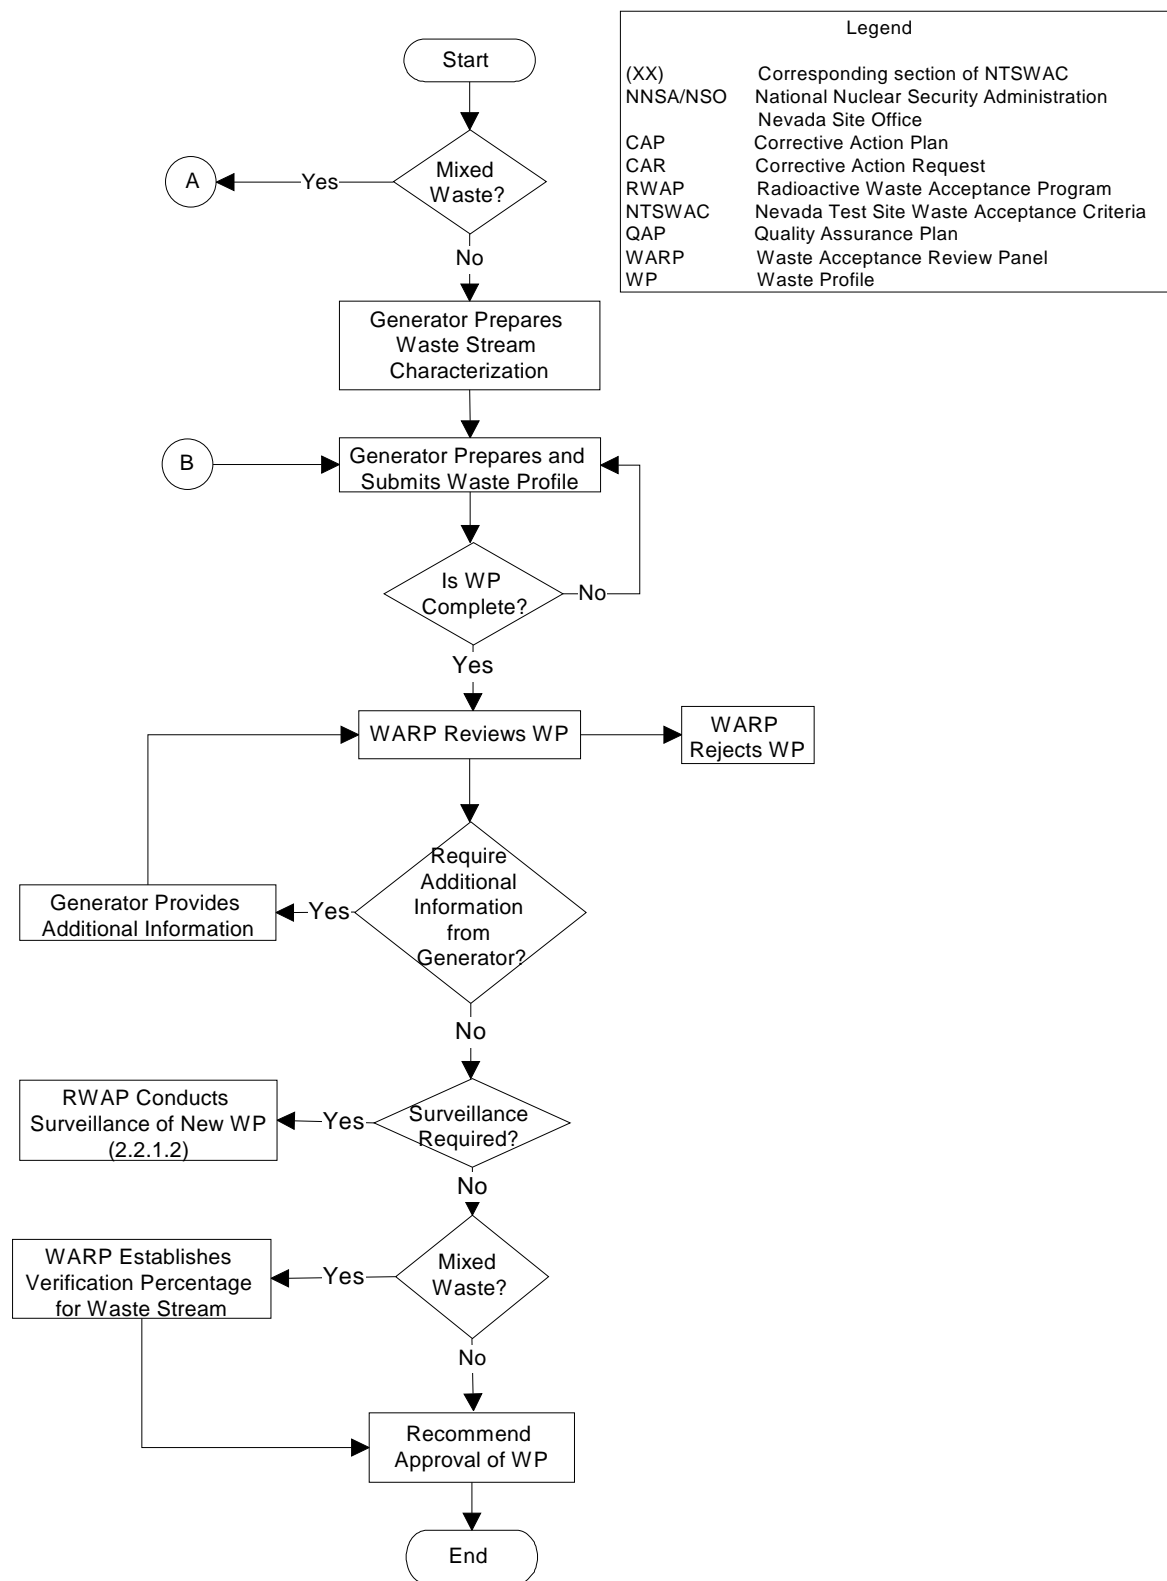 Start
Legend
(XX) Corresponding section of NTSWAC
NNSA/NSO National Nuclear Security Administration
Nevada Site Office
CAP Corrective Action Plan
CAR Corrective Action Request
RWAP Radioactive Waste Acceptance Program
NTSWAC Nevada Test Site Waste Acceptance Criteria
QAP Quality Assurance Plan
WARP Waste Acceptance Review Panel
WP Waste Profile
Mixed
Waste?
Yes
A
No
Generator Prepares
Waste Stream
Characterization
B
Generator Prepares and
Submits Waste Profile
Is WP
Complete?
No
Yes
WARP Reviews WP
WARP
Rejects WP
Require
Additional
Information
from
Generator?
Yes
Generator Provides
Additional Information
No
Surveillance
Required?
Yes
RWAP Conducts
Surveillance of New WP
(2.2.1.2)
No
Mixed
Waste?
Yes
WARP Establishes
Verification Percentage
for Waste Stream
No
Recommend
Approval of WP
End